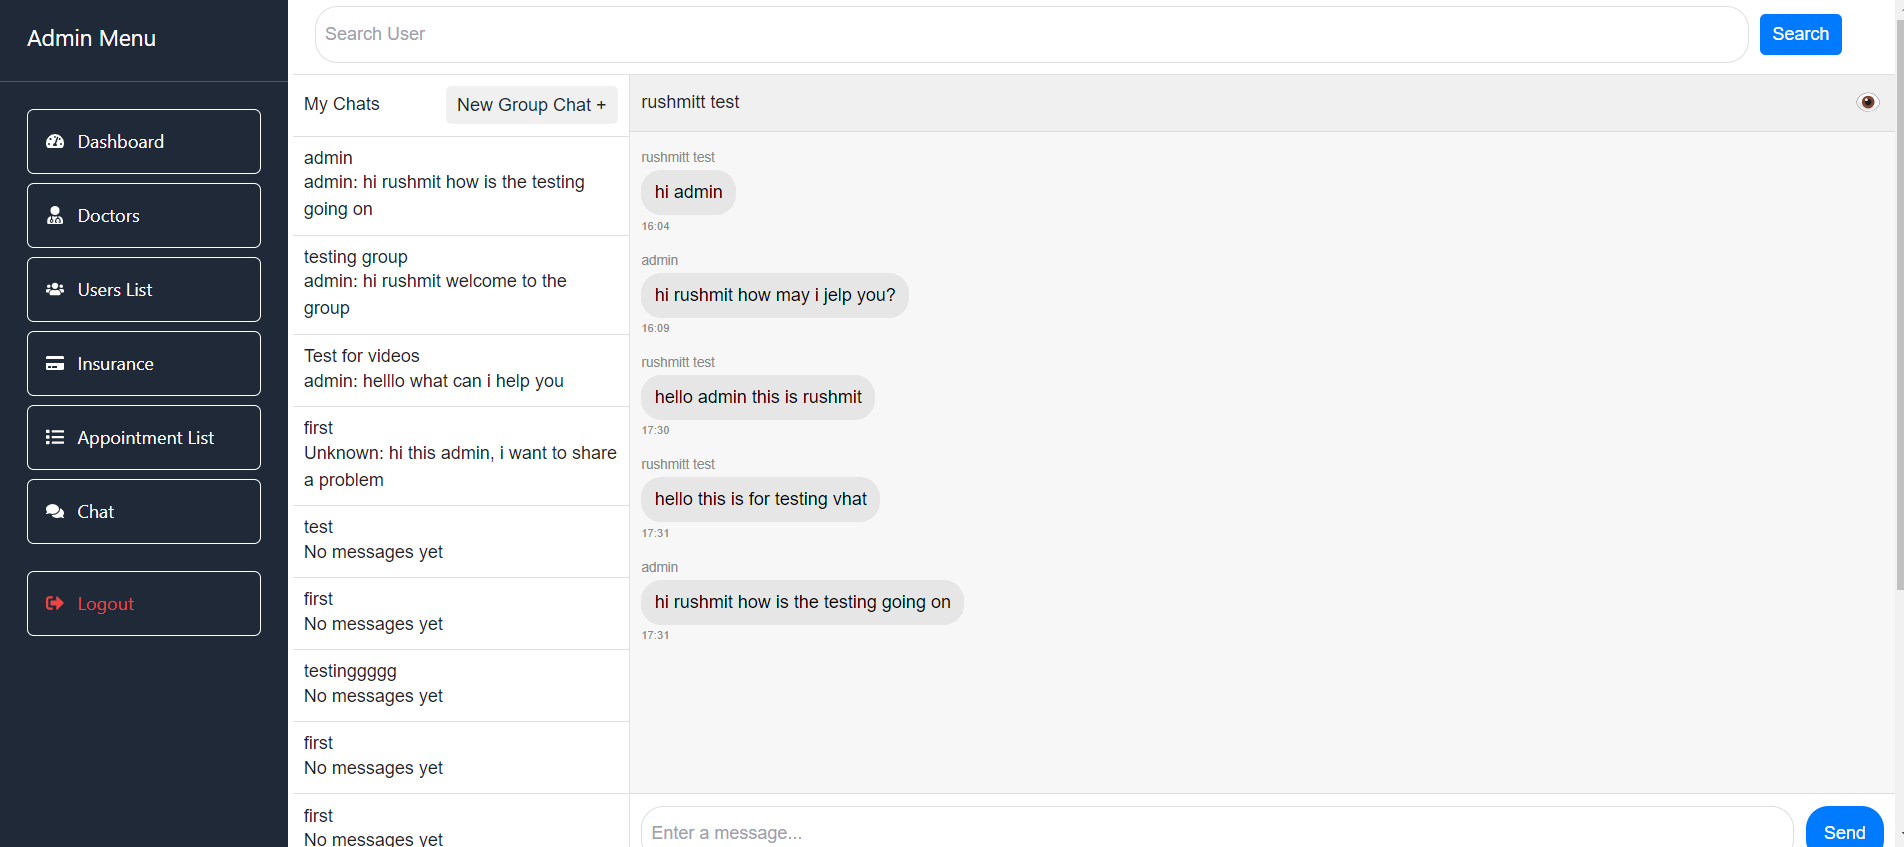 Admin Menu
Dashboard
Doctors
Users List
Insurance
Appointment List
Chat
Logout
Search User
Search
My Chats
New Group Chat +
admin
admin: hi rushmit how is the testing
going on
testing group
admin: hi rushmit welcome to the
group
Test for videos
admin: helllo what can i help you
first
Unknown: hi this admin, i want to share
a problem
test
No messages yet
first
No messages yet
testinggggg
No messages yet
first
No messages yet
first
No messages yet
rushmitt test
rushmitt test
hi admin
16:04
admin
hi rushmit how may i jelp you?
16:09
rushmitt test
hello admin this is rushmit
17:30
rushmitt test
hello this is for testing vhat
17:31
admin
hi rushmit how is the testing going on
17:31
Enter a message...
Send